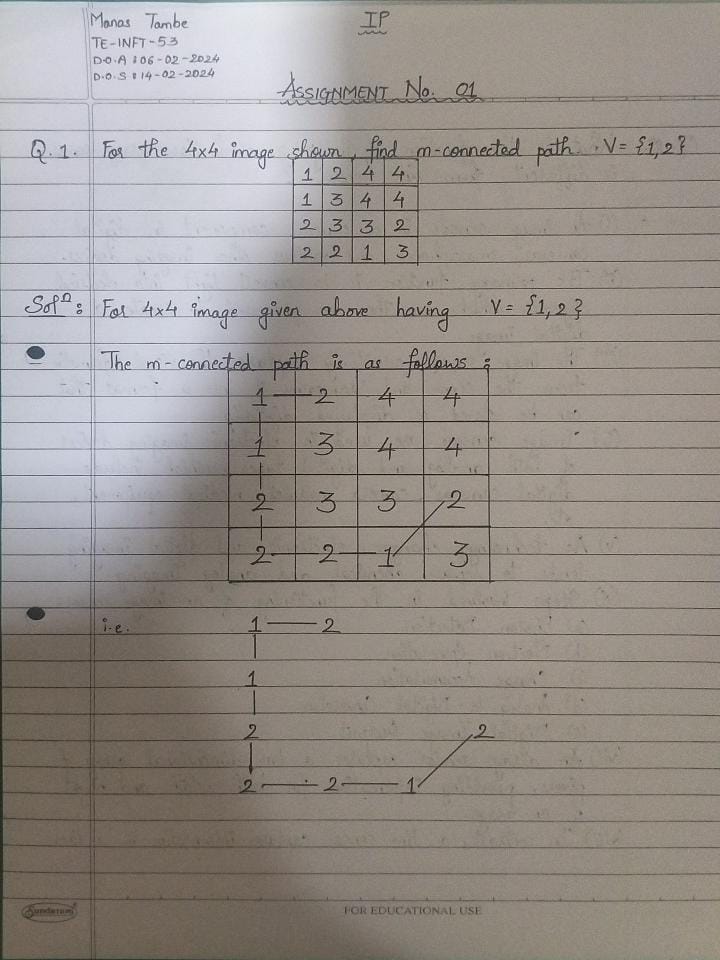 Manas Tambe
IP
TE-INFT-53
D.O.A : 06-02-2024
D.O.S : 14-02-2024
ASSIGNMENT No. 01
Q.1. For the 4x4 image shown, find m-connected path. V= {1,2}
1 2 4 4
1 3 4 4
2 3 3 2
2 2 1 3
Solⁿ: For 4x4 image given above having V= {1,2}
The m-connected path is as follows:
1 2 4 4
1 3 4 4
2 3 3 2
2 2 1 3
i.e. 1 2
1
2 2
2 2 1
Sundaram
FOR EDUCATIONAL USE